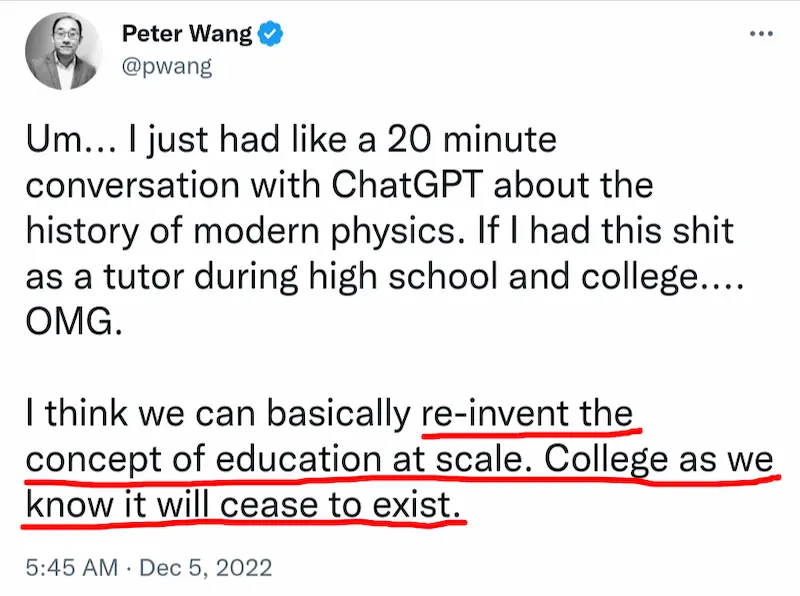 Peter Wang
@pwang
Um... I just had like a 20 minute
conversation with ChatGPT about the
history of modern physics. If I had this shit
as a tutor during high school and college....
OMG.
I think we can basically re-invent the
concept of education at scale. College as we
know it will cease to exist.
5:45 AM · Dec 5, 2022